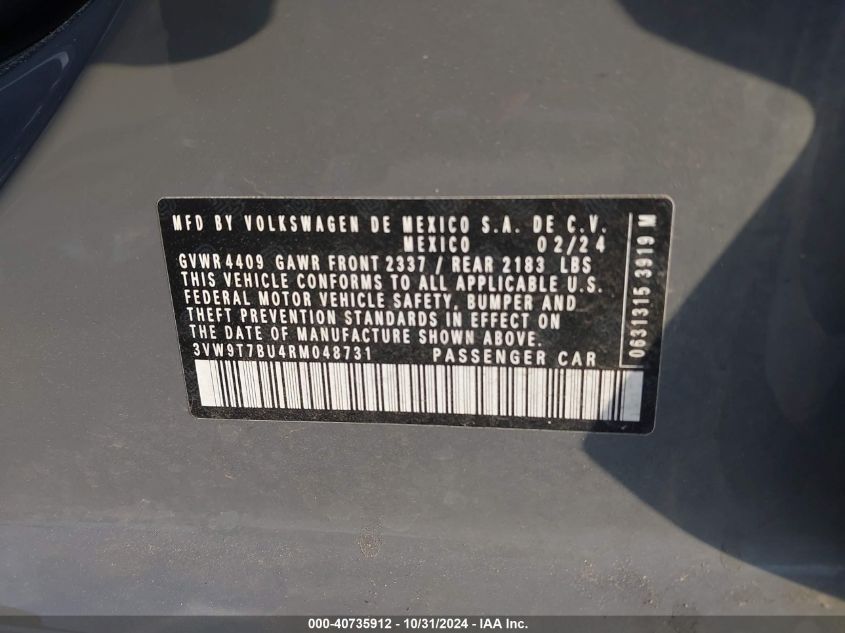 MFD BY VOLKSWAGEN DE MEXICO S.A. DE C.V.
MEXICO 02/24
GVWR 4409 GAWR FRONT 2337 / REAR 2183 LBS
THIS VEHICLE CONFORMS TO ALL APPLICABLE U.S.
FEDERAL MOTOR VEHICLE SAFETY, BUMPER AND
THEFT PREVENTION STANDARDS IN EFFECT ON
THE DATE OF MANUFACTURE SHOWN ABOVE.
3VW9T7BU4RM048731 PASSENGER CAR
0631315 3919 M
000-40735912 - 10/31/2024 - IAA Inc.